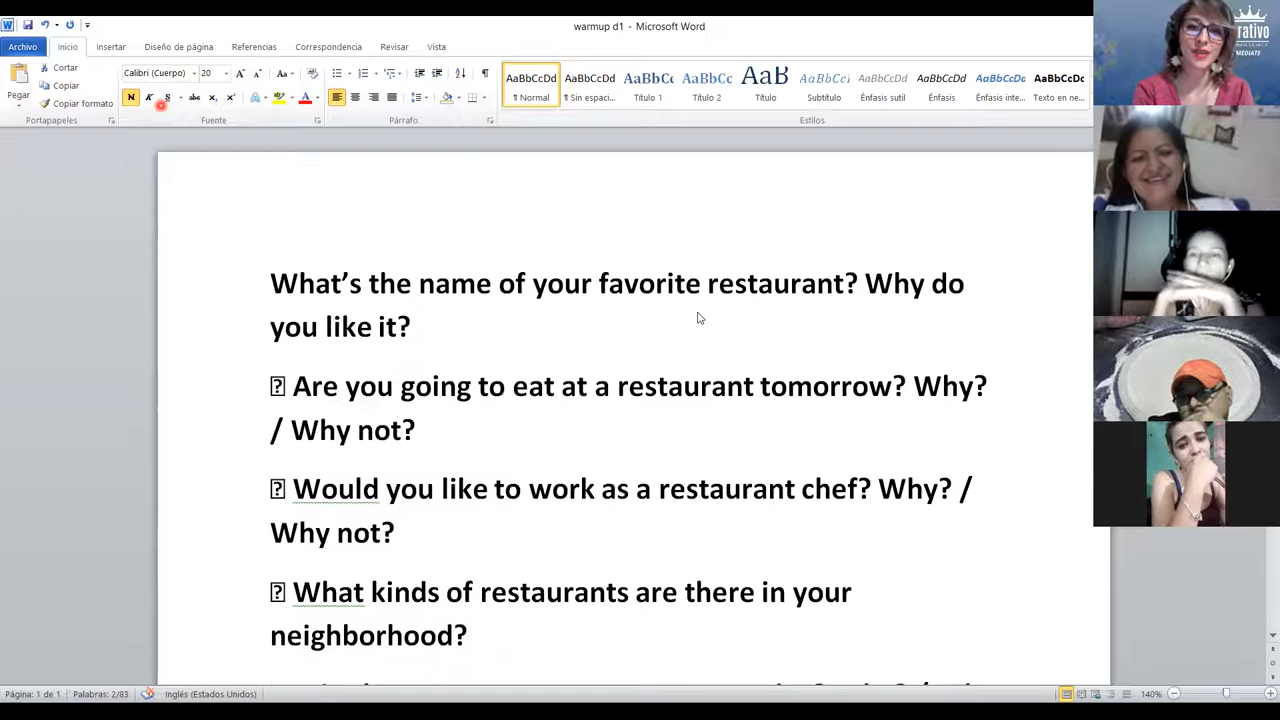 warmup d1 - Microsoft Word
Archivo Inicio Insertar Diseño de página Referencias Correspondencia Revisar Vista
Pegar
Cortar
Copiar
Copiar formato
Portapapeles
Calibri (Cuerpo) 20
Fuente
Párrafo
AaBbCcDd AaBbCcDd AaBbCc AaBbCc AaB AaBbCcI AaBbCcDd AaBbCcDd AaBbCcDc AaBbCcDc
¶ Normal ¶ Sin espaci... Título 1 Título 2 Título Subtítulo Énfasis sutil Énfasis Énfasis inte... Texto en ne...
Estilos
rativo
MEDIATE
What’s the name of your favorite restaurant? Why do
you like it?
Are you going to eat at a restaurant tomorrow? Why?
/ Why not?
Would you like to work as a restaurant chef? Why? /
Why not?
What kinds of restaurants are there in your
neighborhood?
Página: 1 de 1 Palabras: 2/83 Inglés (Estados Unidos) 140%